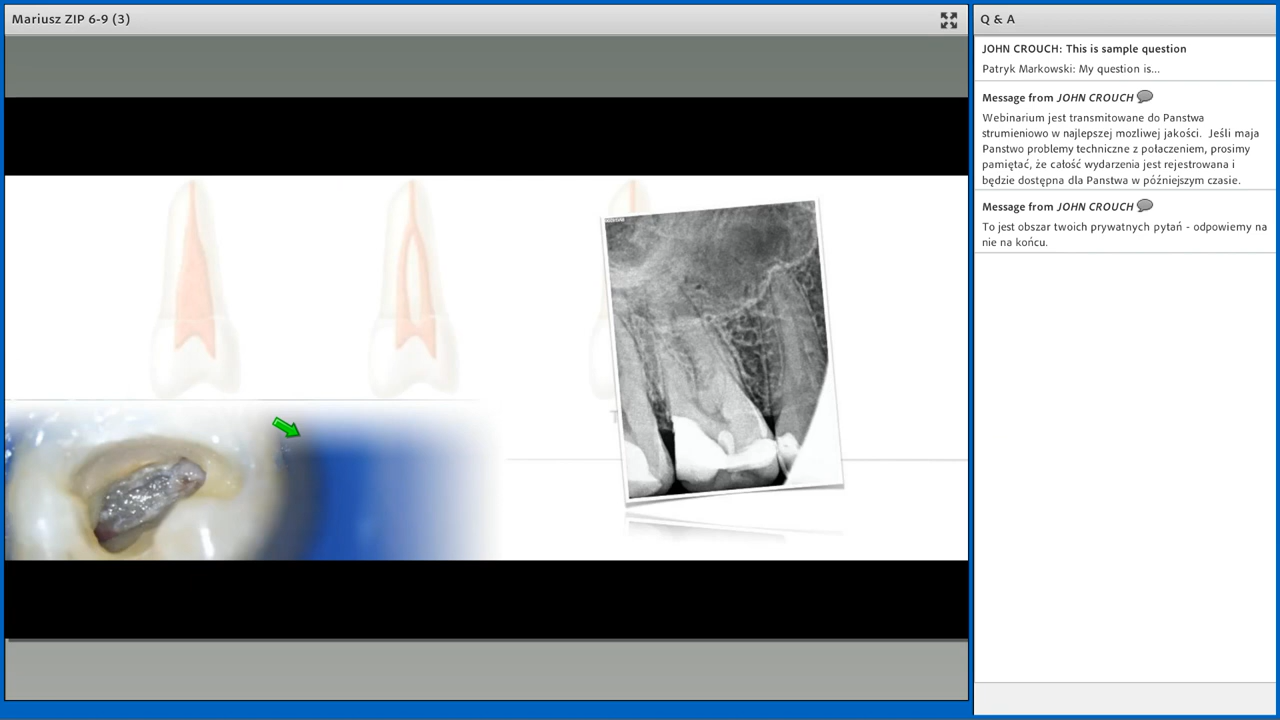 Mariusz ZIP 6-9 (3)
Q & A
JOHN CROUCH: This is sample question
Patryk Markowski: My question is...
Message from JOHN CROUCH
Webinarium jest transmitowane do Panstwa
strumieniowo w najlepszej mozliwej jakości. Jeśli maja
Panstwo problemy techniczne z połaczeniem, prosimy
pamiętać, że całość wydarzenia jest rejestrowana i
będzie dostępna dla Panstwa w późniejszym czasie.
Message from JOHN CROUCH
To jest obszar twoich prywatnych pytań - odpowiemy na
nie na końcu.